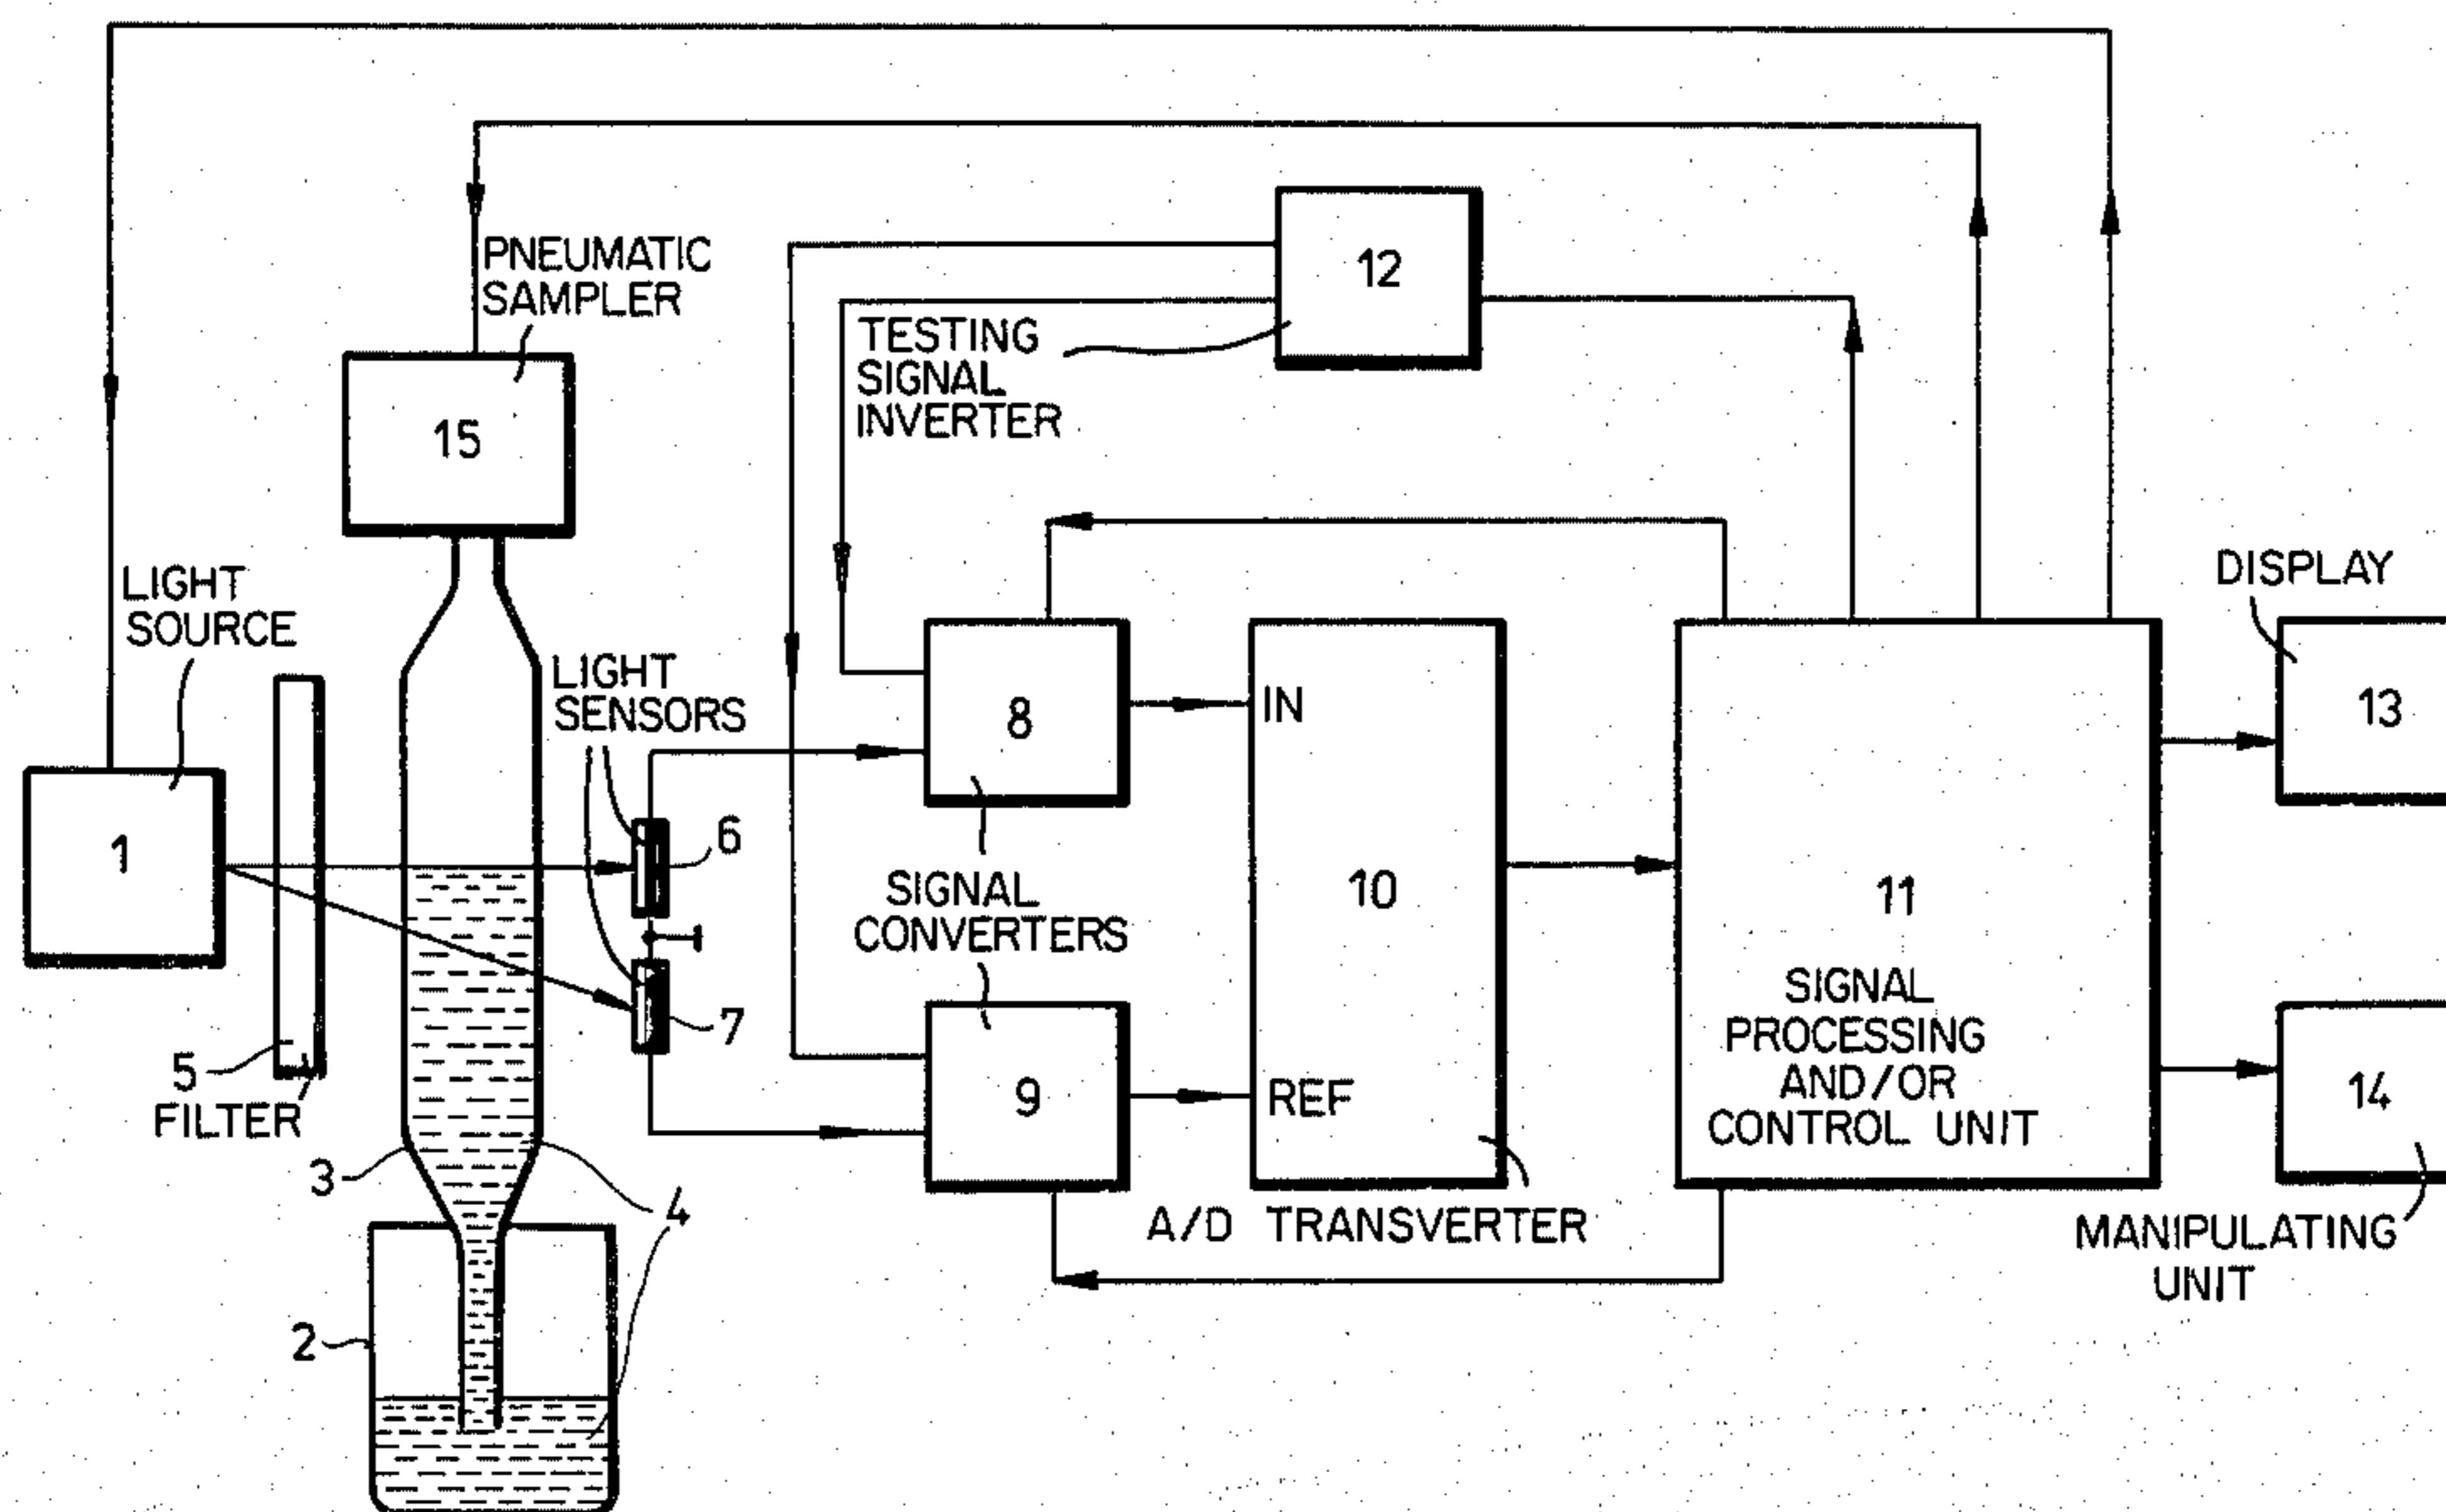 PNEUMATIC
SAMPLER
12
TESTING
SIGNAL
INVERTER
15
LIGHT
SOURCE
DISPLAY
LIGHT
SENSORS
IN
8
13
1
6
10
11
SIGNAL
CONVERTERS
7
SIGNAL
PROCESSING
AND/OR
CONTROL UNIT
5
FILTER
9
REF
14
3
4
A/D TRANSVERTER
MANIPULATING
UNIT
2